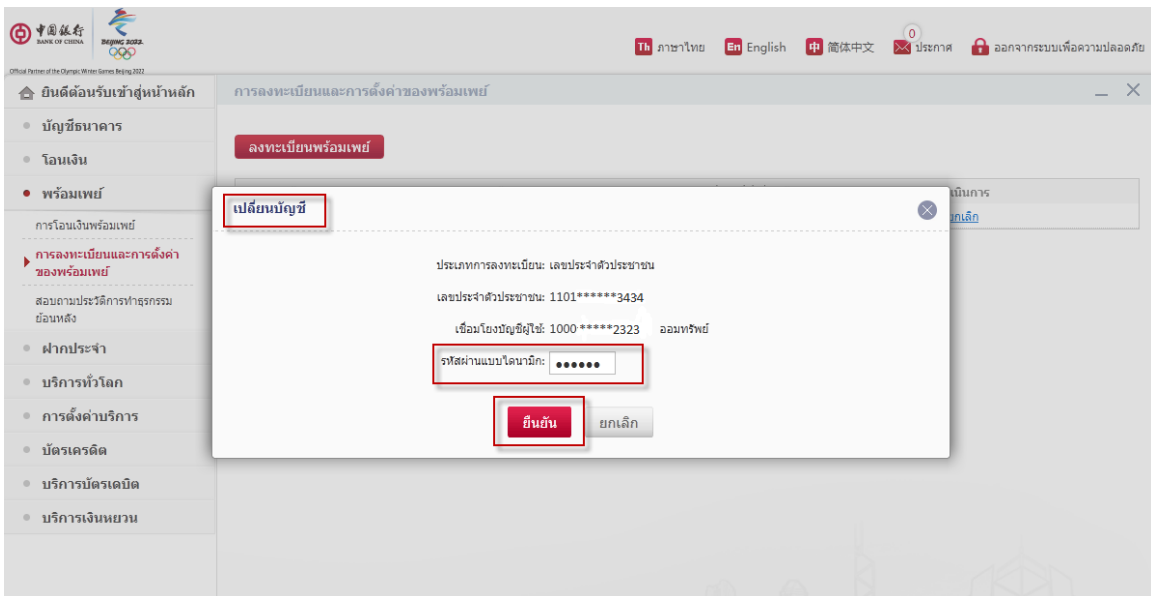 中国银行
BANK OF CHINA
BEIJING 2022
Official Partner of the Olympic Winter Games Beijing 2022
Th ภาษาไทย
En English
中 简体中文
0
ประกาศ
ออกจากระบบเพื่อความปลอดภัย
ยินดีต้อนรับเข้าสู่หน้าหลัก
บัญชีธนาคาร
โอนเงิน
พร้อมเพย์
การโอนเงินพร้อมเพย์
การลงทะเบียนและการตั้งค่า
ของพร้อมเพย์
สอบถามประวัติการทำธุรกรรม
ย้อนหลัง
ฝากประจำ
บริการทั่วโลก
การตั้งค่าบริการ
บัตรเครดิต
บริการบัตรเดบิต
บริการเงินหยวน
การลงทะเบียนและการตั้งค่าของพร้อมเพย์
ลงทะเบียนพร้อมเพย์
เปลี่ยนบัญชี
ประเภทการลงทะเบียน: เลขประจำตัวประชาชน
เลขประจำตัวประชาชน: 1101******3434
เชื่อมโยงบัญชีผู้ใช้: 1000*****2323 ออมทรัพย์
รหัสผ่านแบบไดนามิก: ●●●●●●
ยืนยัน
ยกเลิก